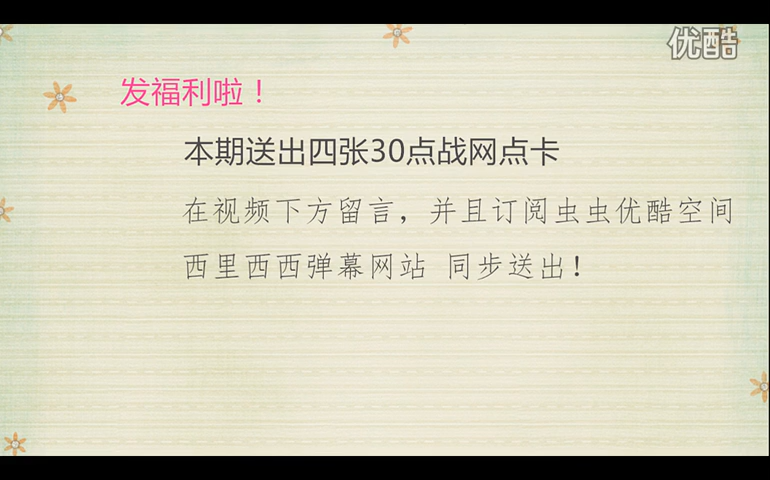 优酷
发福利啦！
本期送出四张30点战网点卡
在视频下方留言，并且订阅虫虫优酷空间
西里西西弹幕网站 同步送出！